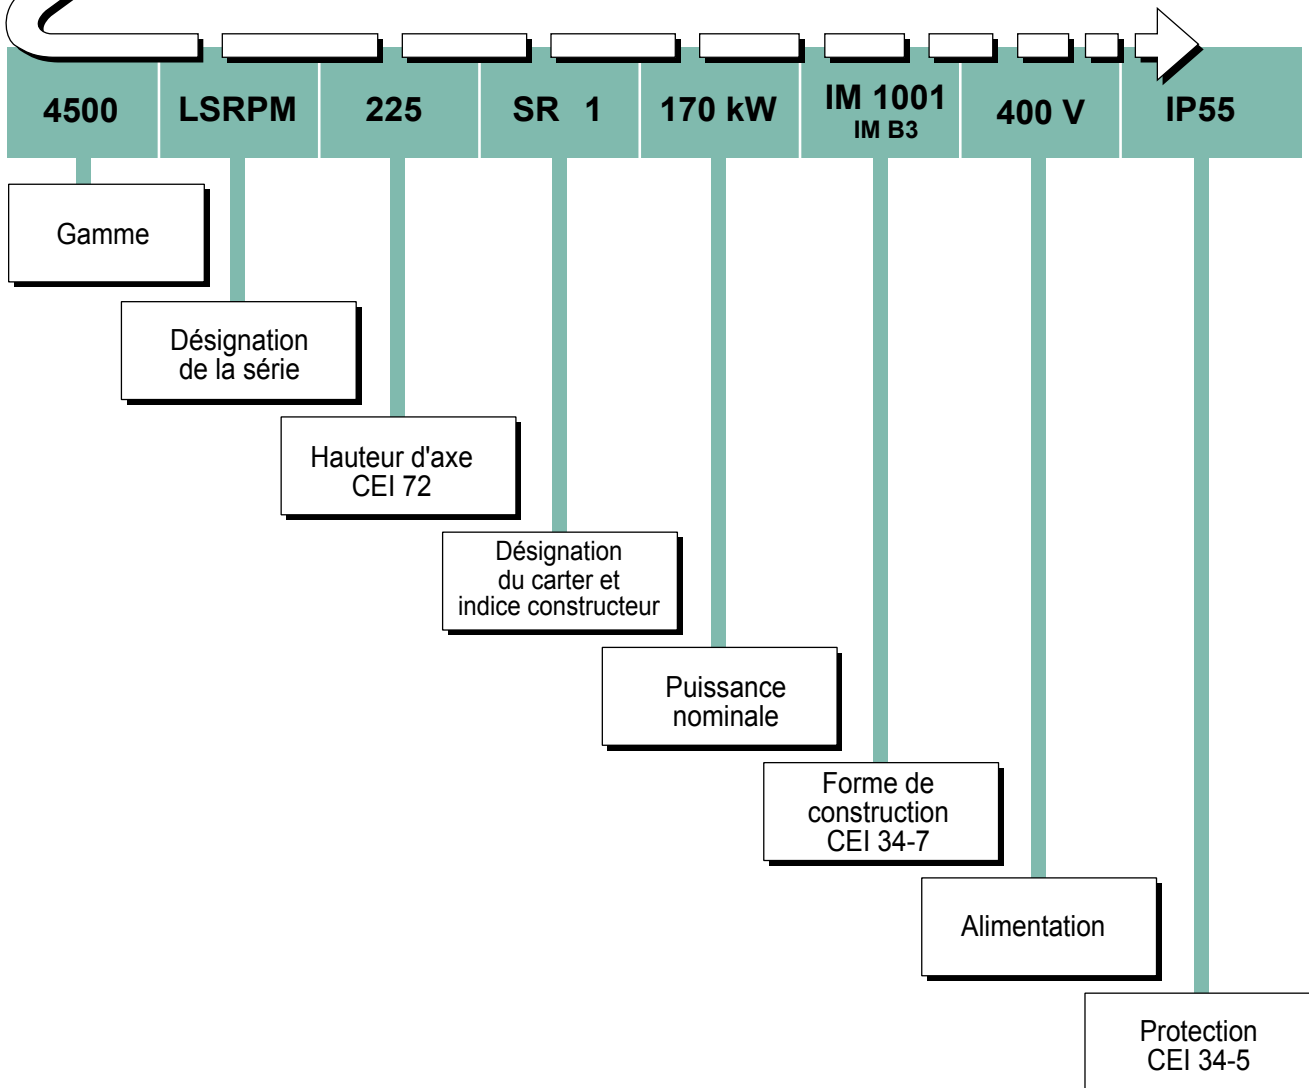 4500 LSRPM 225 SR 1 170 kW IM 1001 400 V IP55
IM B3
Gamme
Désignation
de la série
Hauteur d'axe
CEI 72
Désignation
du carter et
indice constructeur
Puissance
nominale
Forme de
construction
CEI 34-7
Alimentation
Protection
CEI 34-5